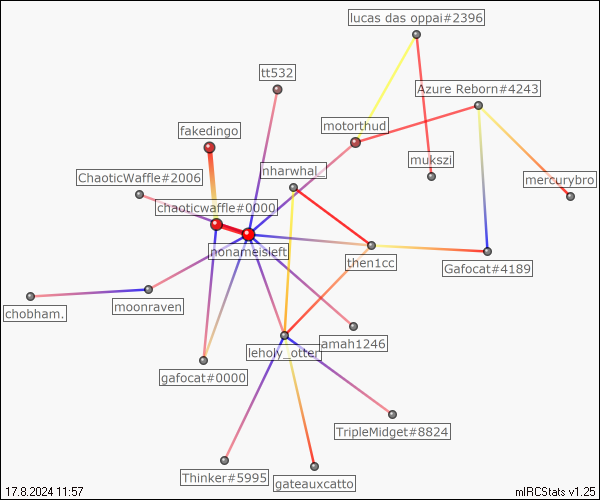 lucas das oppai#2396
tt532
Azure Reborn#4243
motorthud
fakedingo
nharwhal_
mukszi
ChaoticWaffle#2006
mercurybro
chaoticwaffle#0000
nonameisleft
then1cc
Gafocat#4189
chobham.
moonraven
amah1246
leholy_otter
gafocat#0000
TripleMidget#8824
Thinker#5995
gateauxcatto
17.8.2024 11:57
mIRCStats v1.25